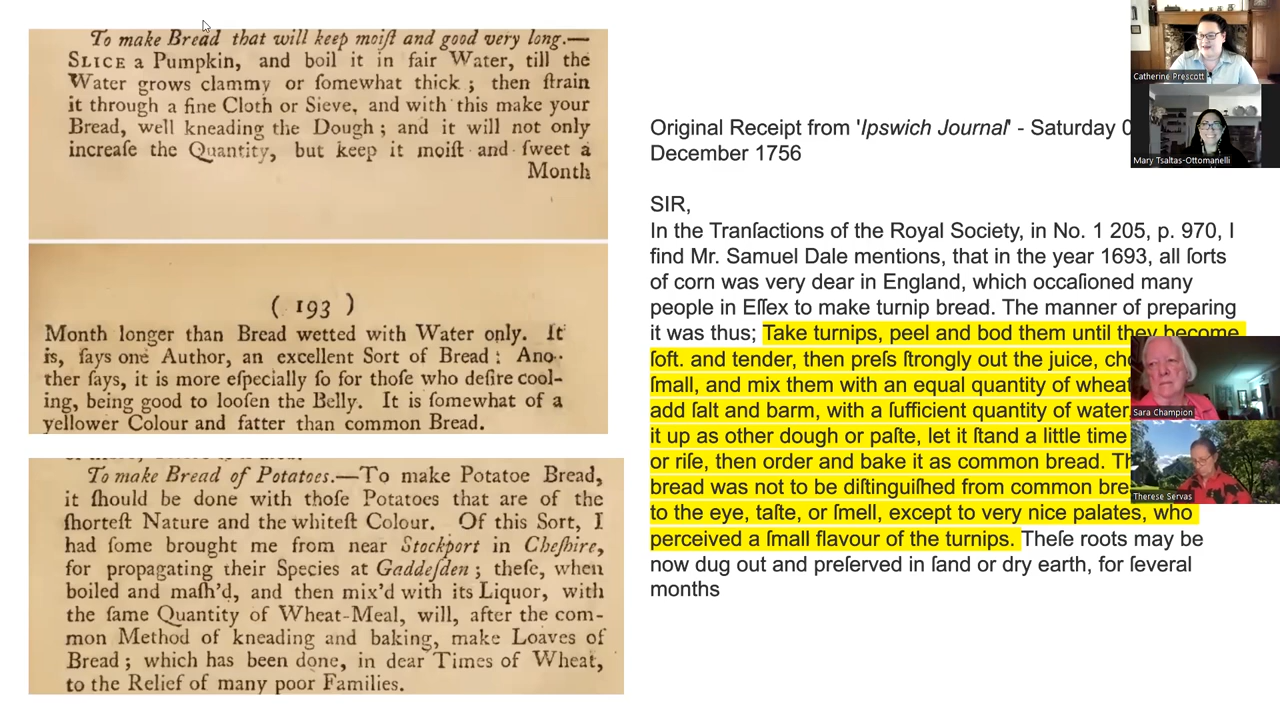 To make Bread that will keep moiſt and good very long.—
SLICE a Pumpkin, and boil it in fair Water, till the
Water grows clammy or ſomewhat thick ; then ſtrain
it through a fine Cloth or Sieve, and with this make your
Bread, well kneading the Dough ; and it will not only
increaſe the Quantity, but keep it moiſt and ſweet a
Month
( 193 )
Month longer than Bread wetted with Water only. It
is, ſays one Author, an excellent Sort of Bread : Ano-
ther ſays, it is more eſpecially ſo for thoſe who deſire cool-
ing, being good to looſen the Belly. It is ſomewhat of a
yellower Colour and fatter than common Bread.
To make Bread of Potatoes.—To make Potatoe Bread,
it ſhould be done with thoſe Potatoes that are of the
ſhorteſt Nature and the whiteſt Colour. Of this Sort, I
had ſome brought me from near Stockport in Cheſhire,
for propagating their Species at Gaddeſden ; theſe, when
boiled and maſh'd, and then mix'd with its Liquor, with
the ſame Quantity of Wheat-Meal, will, after the com-
mon Method of kneading and baking, make Loaves of
Bread ; which has been done, in dear Times of Wheat,
to the Relief of many poor Families.
Original Receipt from 'Ipswich Journal' - Saturday
December 1756
SIR,
In the Tranſactions of the Royal Society, in No. 1 205, p. 970, I
find Mr. Samuel Dale mentions, that in the year 1693, all ſorts
of corn was very dear in England, which occaſioned many
people in Eſſex to make turnip bread. The manner of preparing
it was thus; Take turnips, peel and bod them until they become
ſoft. and tender, then preſs ſtrongly out the juice,
ſmall, and mix them with an equal quantity of wheat
add ſalt and barm, with a ſufficient quantity of water
it up as other dough or paſte, let it ſtand a little time
or riſe, then order and bake it as common bread.
bread was not to be diſtinguiſhed from common
to the eye, taſte, or ſmell, except to very nice palates, who
perceived a ſmall flavour of the turnips. Theſe roots may be
now dug out and preſerved in ſand or dry earth, for ſeveral
months
Catherine Prescott
Mary Tsaltas-Ottomanelli
Sara Champion
Therese Servas